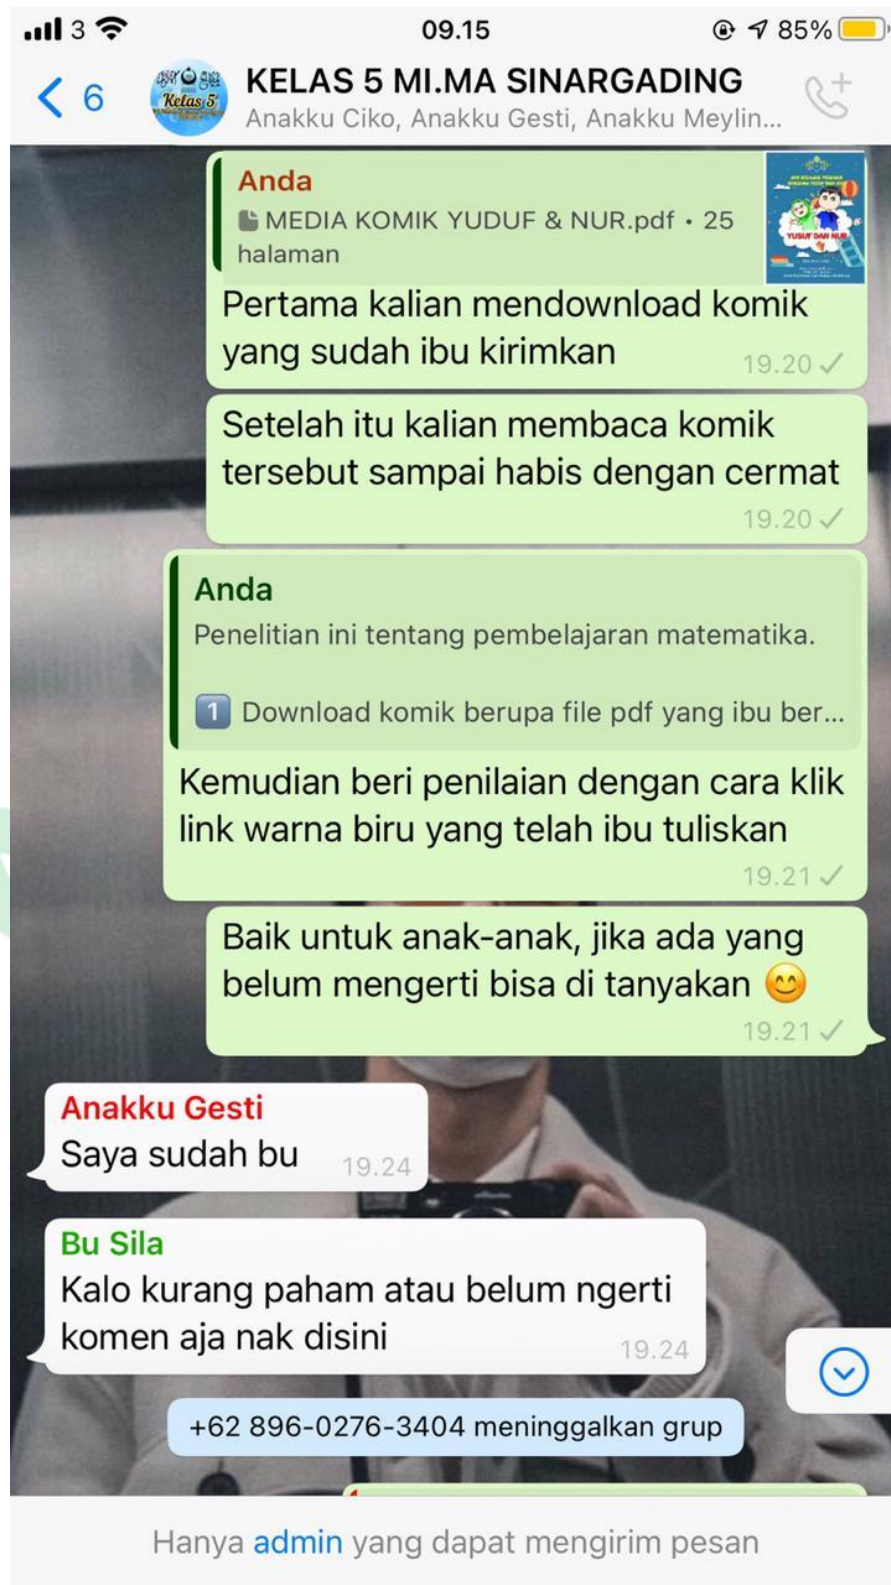 3
09.15
85%
6
Kelas 5
KELAS 5 MI.MA SINARGADING
Anakku Ciko, Anakku Gesti, Anakku Meylin...
Anda
MEDIA KOMIK YUDUF & NUR.pdf • 25
halaman
YUSUF DAN NUR
Pertama kalian mendownload komik
yang sudah ibu kirimkan
19.20
Setelah itu kalian membaca komik
tersebut sampai habis dengan cermat
19.20
Anda
Penelitian ini tentang pembelajaran matematika.
1 Download komik berupa file pdf yang ibu ber...
Kemudian beri penilaian dengan cara klik
link warna biru yang telah ibu tuliskan
19.21
Baik untuk anak-anak, jika ada yang
belum mengerti bisa di tanyakan 😊
19.21
Anakku Gesti
Saya sudah bu
19.24
Bu Sila
Kalo kurang paham atau belum ngerti
komen aja nak disini
19.24
+62 896-0276-3404 meninggalkan grup
Hanya admin yang dapat mengirim pesan